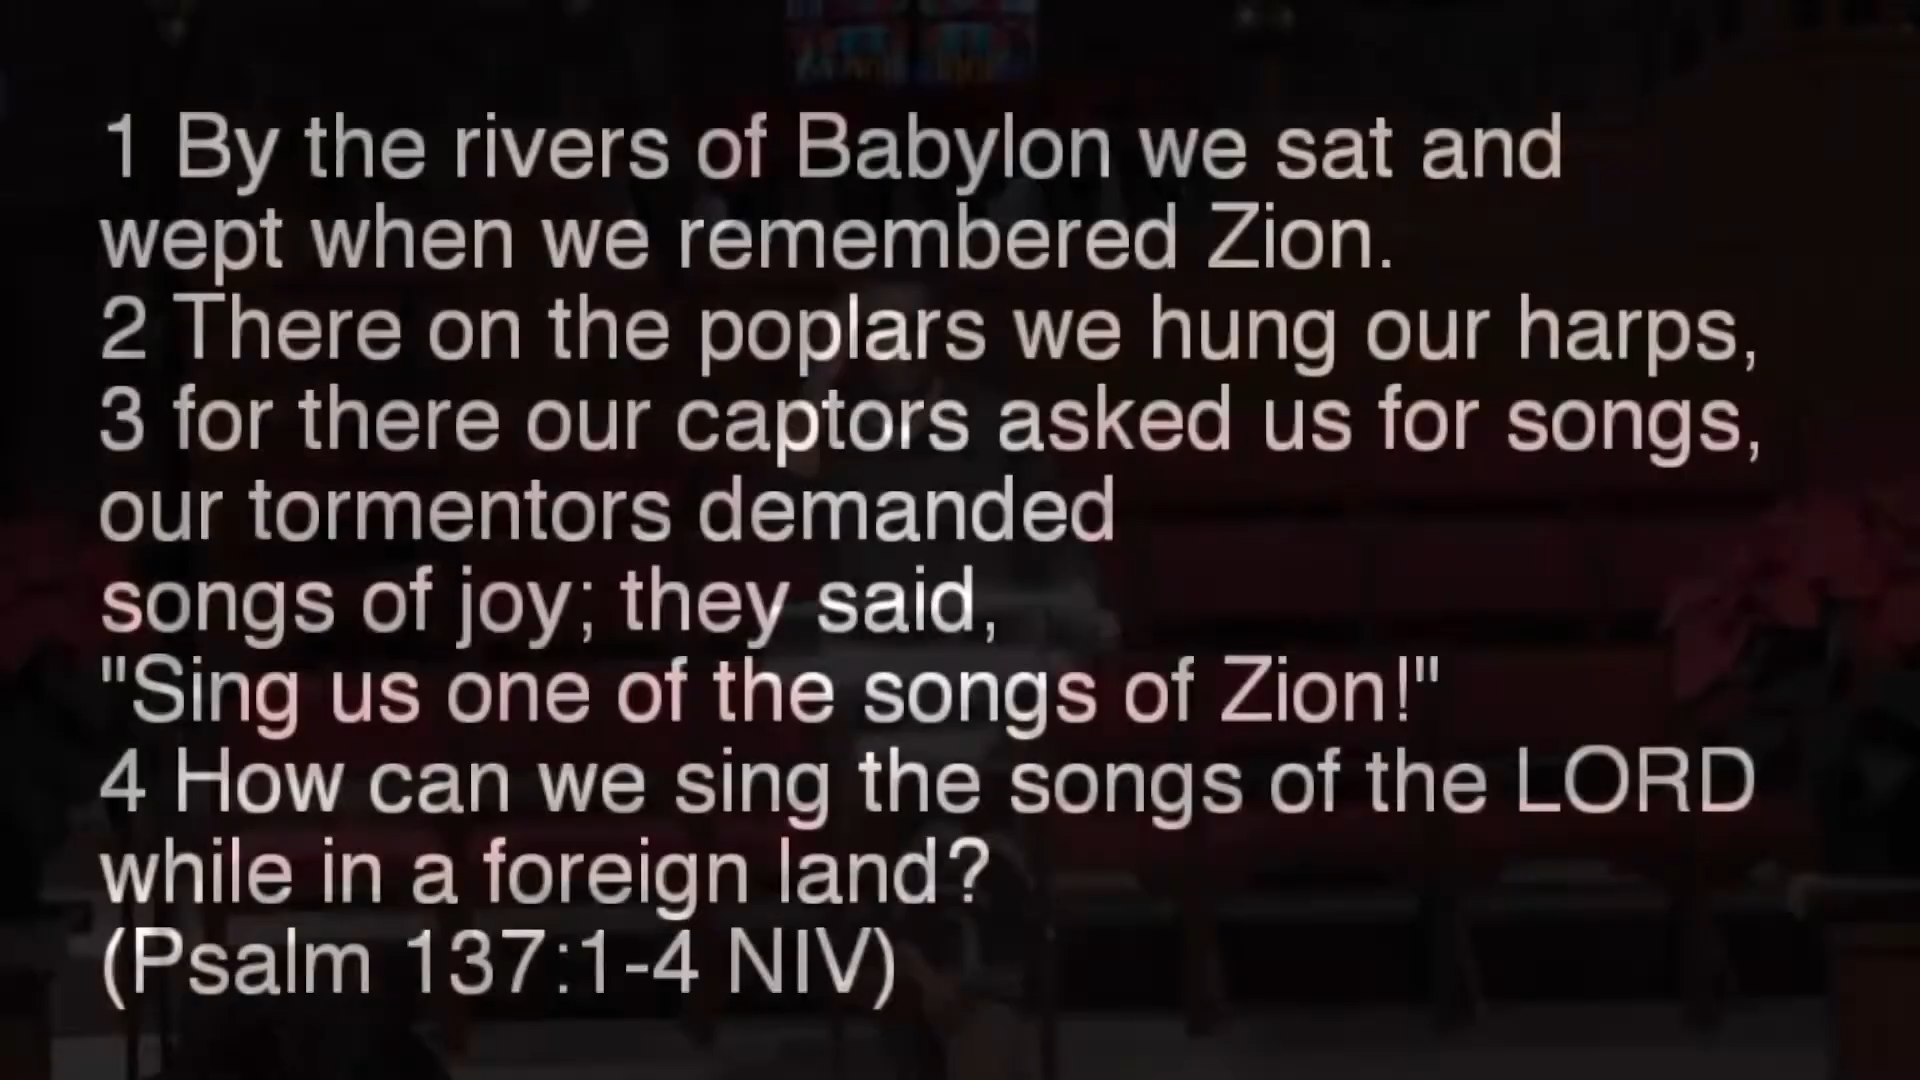 1 By the rivers of Babylon we sat and
wept when we remembered Zion.
2 There on the poplars we hung our harps,
3 for there our captors asked us for songs,
our tormentors demanded
songs of joy; they said,
"Sing us one of the songs of Zion!"
4 How can we sing the songs of the LORD
while in a foreign land?
(Psalm 137:1-4 NIV)